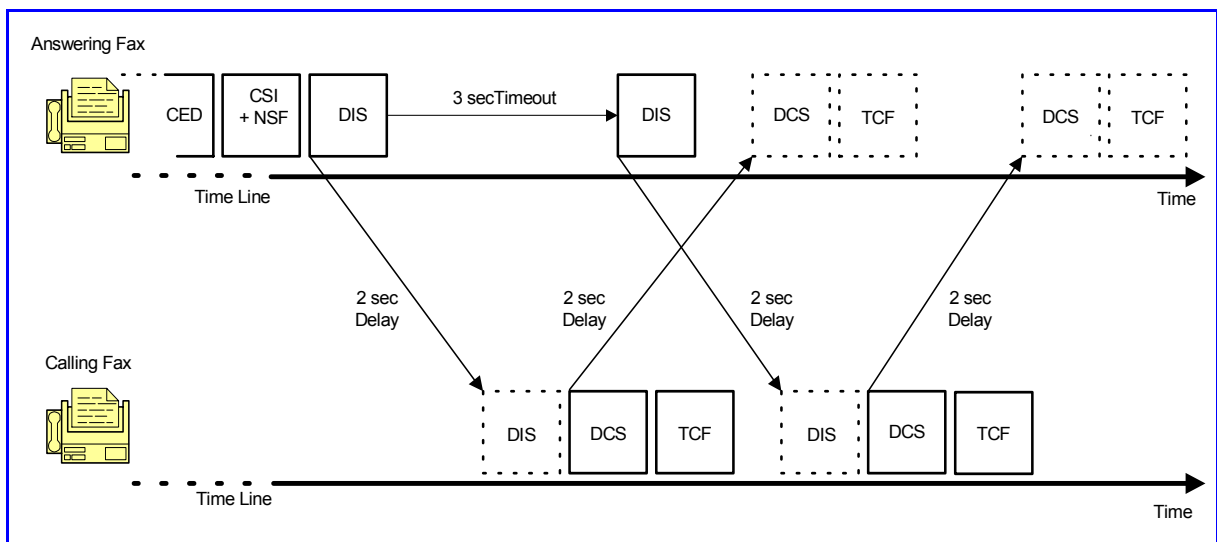 Answering Fax
CED
CSI
+ NSF
DIS
3 secTimeout
DIS
DCS
TCF
DCS
TCF
Time Line
Time
2 sec
Delay
2 sec
Delay
2 sec
Delay
2 sec
Delay
Calling Fax
DIS
DCS
TCF
DIS
DCS
TCF
Time Line
Time